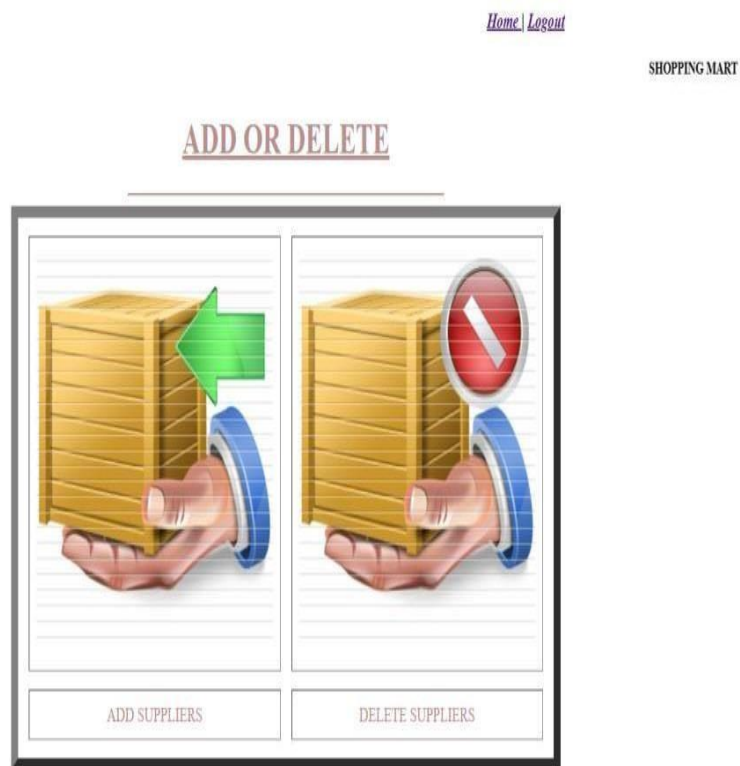 Home | Logout
SHOPPING MART
ADD OR DELETE
ADD SUPPLIERS
DELETE SUPPLIERS